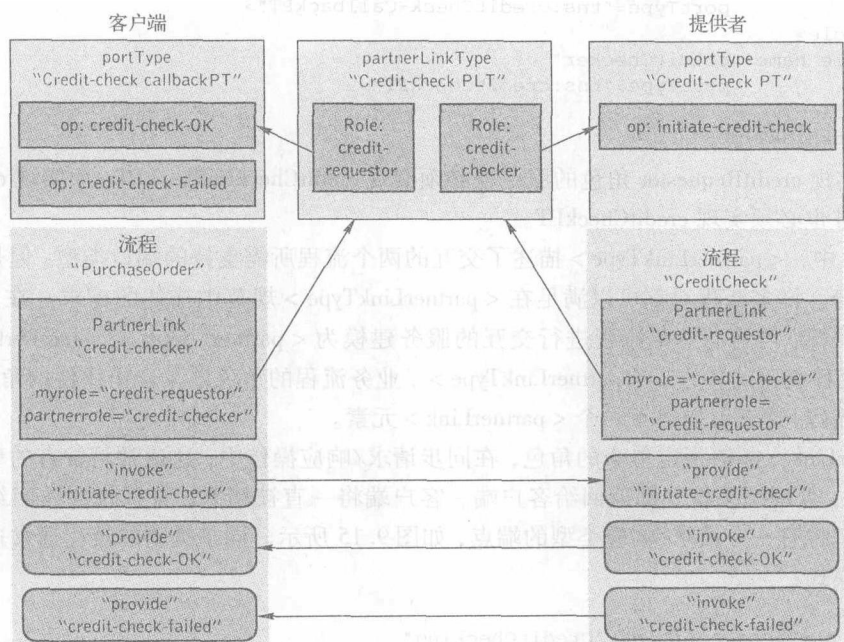 客户端
提供者
portType
“Credit-check callbackPT”
op: credit-check-OK
op: credit-check-Failed
partnerLinkType
“Credit-check PLT”
Role:
credit-
requestor
Role:
credit-
checker
portType
“Credit-check PT”
op: initiate-credit-check
流程
“PurchaseOrder”
PartnerLink
“credit-checker”
myrole=“credit-requestor”
partnerrole=“credit-checker”
“invoke”
“initiate-credit-check”
“provide”
“credit-check-OK”
“provide”
“credit-check-failed”
流程
“CreditCheck”
PartnerLink
“credit-requestor”
myrole=“credit-checker”
partnerrole=
“credit-requestor”
“provide”
“initiate-credit-check”
“invoke”
“credit-check-OK”
“invoke”
“credit-check-failed”